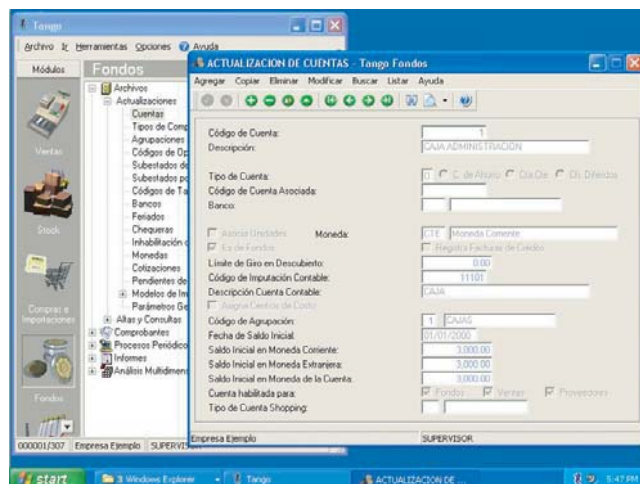 Tango
Archivo Ir Herramientas Opciones Ayuda
Módulos
Fondos
Ventas
Stock
Compras e Importaciones
Fondos
Archivos
Actualizaciones
Cuentas
Tipos de Comp
Agrupaciones
Códigos de Op
Subestados de
Subestados po
Códigos de Ta
Bancos
Feriados
Chequeras
Inhabilitación
Monedas
Cotizaciones
Pendientes de
Modelos de Im
Parámetros Ge
Altas y Consultas
Comprobantes
Procesos Periódico
Informes
Análisis Multidimens
000001/307 Empresa Ejemplo SUPERVIS
ACTUALIZACION DE CUENTAS - Tango Fondos
Agregar Copiar Eliminar Modificar Buscar Listar Ayuda
Código de Cuenta: 1
Descripción: CAJA ADMINISTRACION
Tipo de Cuenta: O C. de Ahorro Cta Cte Ch. Diferidos
Código de Cuenta Asociada:
Banco:
Asocia Unidades Moneda: CTE Moneda Corriente
Es de Fondos Registra Facturas de Crédito
Límite de Giro en Descubierto: 0.00
Código de Imputación Contable: 11101
Descripción Cuenta Contable: CAJA
Asigna Centros de Costo
Código de Agrupación: 1 CAJAS
Fecha de Saldo Inicial: 01/01/2000
Saldo Inicial en Moneda Corriente: 3,000.00
Saldo Inicial en Moneda Extranjera: 3,000.00
Saldo Inicial en Moneda de la Cuenta: 3,000.00
Cuenta habilitada para: Fondos Ventas Proveedores
Tipo de Cuenta Shopping:
Empresa Ejemplo SUPERVISOR
start 3 Windows Explorer Tango ACTUALIZACION DE ... 5:47 PM